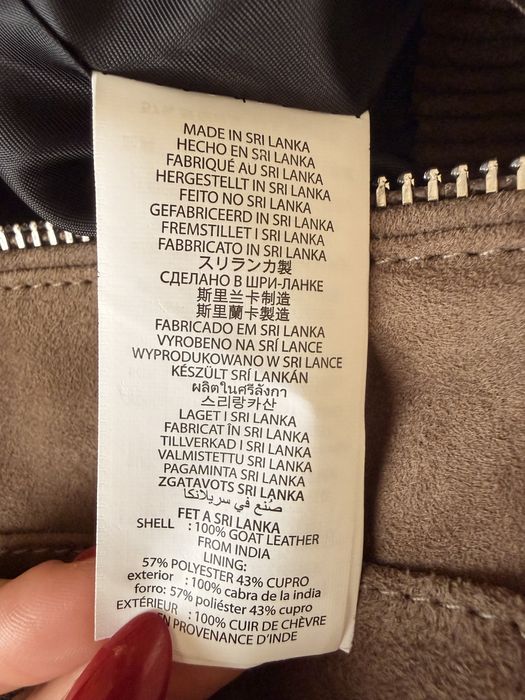 MADE IN SRI LANKA
HECHO EN SRI LANKA
FABRIQUÉ AU SRI LANKA
HERGESTELLT IN SRI LANKA
FEITO NO SRI LANKA
GEFABRICEERD IN SRI LANKA
FREMSTILLET I SRI LANKA
FABBRICATO IN SRI LANKA
スリランカ製
СДЕЛАНО В ШРИ-ЛАНКЕ
斯里兰卡制造
斯里蘭卡製造
FABRICADO EM SRI LANKA
VYROBENO NA SRÍ LANCE
WYPRODUKOWANO W SRI LANCE
KÉSZÜLT SRÍ LANKÁN
ผลิตในศรีลังกา
스리랑카산
LAGET I SRI LANKA
FABRICAT ÎN SRI LANKA
TILLVERKAD I SRI LANKA
VALMISTETTU SRI LANKA
PAGAMINTA SRI LANKA
ZGATAVOTS SRI LANKA
صُنع في سريلانكا
FET A SRI LANKA
SHELL : 100% GOAT LEATHER
FROM INDIA
LINING:
57% POLYESTER 43% CUPRO
exterior : 100% cabra de la india
forro: 57% poliéster 43% cupro
EXTÉRIEUR : 100% CUIR DE CHÈVRE
EN PROVENANCE D'INDE